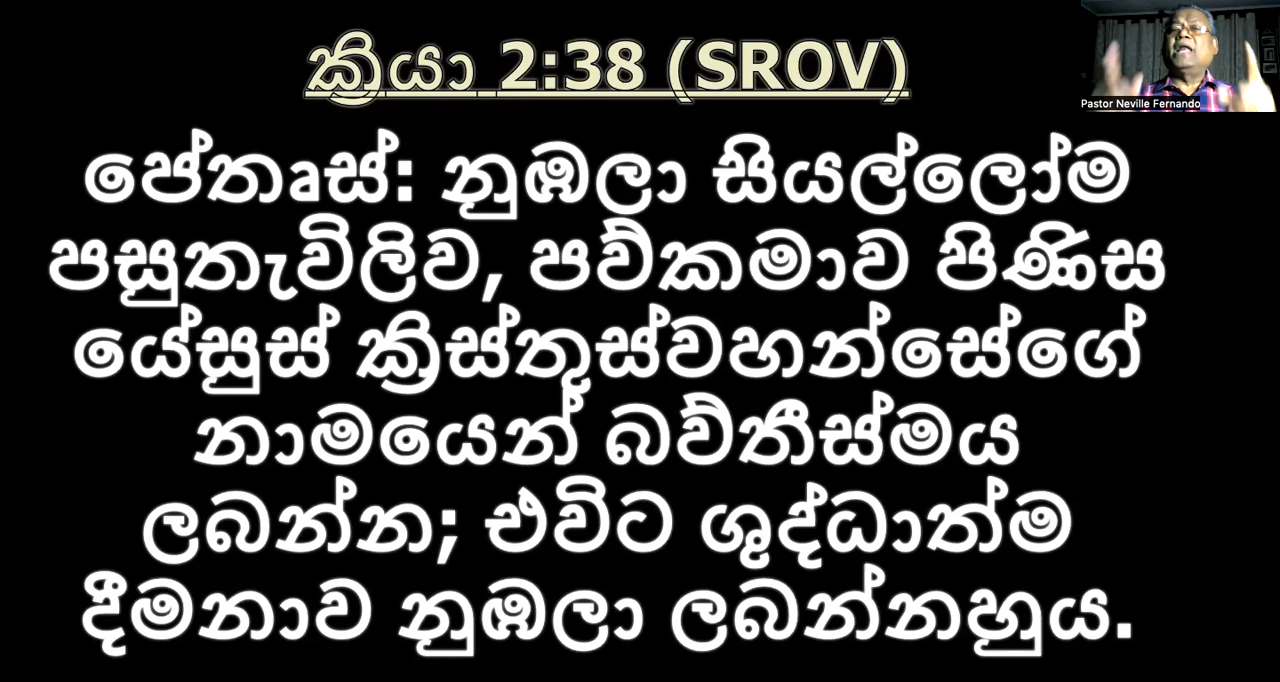 ක්‍රියා 2:38 (SROV)
Pastor Neville Fernando
පේතෘස්: නුඹලා සියල්ලෝම
පසුතැවිලිව, පව්කමාව පිණිස
යේසුස් ක්‍රිස්තුස්වහන්සේගේ
නාමයෙන් බව්තීස්මය
ලබන්න; එවිට ශුද්ධාත්ම
දීමනාව නුඹලා ලබන්නහුය.